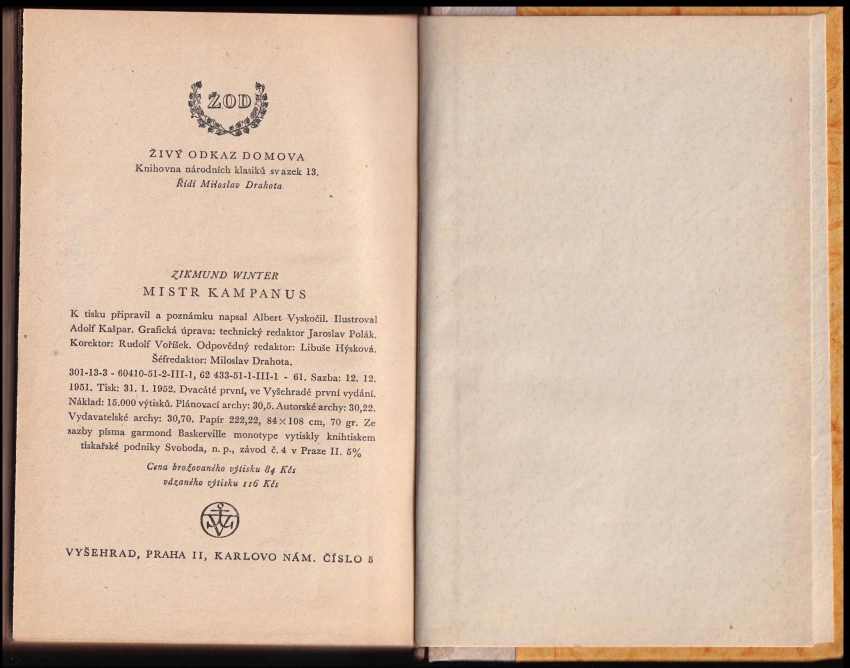 ŽOD
ŽIVÝ ODKAZ DOMOVA
Knihovna národních klasiků svazek 13.
Řídí Miloslav Drahota
ZIKMUND WINTER
MISTR KAMPANUS
K tisku připravil a poznámku napsal Albert Vyskočil. Ilustroval
Adolf Kašpar. Grafická úprava: technický redaktor Jaroslav Polák.
Korektor: Rudolf Voříšek. Odpovědný redaktor: Libuše Hýsková.
Šéfredaktor: Miloslav Drahota.
301-13-3 - 60410-51-2-III-1, 62 433-51-1-III-1 - 61. Sazba: 12. 12.
1951. Tisk: 31. 1. 1952. Dvacáté první, ve Vyšehradě první vydání.
Náklad: 15.000 výtisků. Plánovací archy: 30,5. Autorské archy: 30,22.
Vydavatelské archy: 30,70. Papír 222,22, 84×108 cm, 70 gr. Ze
sazby písma garmond Baskerville monotype vytiskly knihtiskem
tiskařské podniky Svoboda, n. p., závod č. 4 v Praze II. 5%
Cena brožovaného výtisku 84 Kčs
vázaného výtisku 116 Kčs
VYŠEHRAD, PRAHA II, KARLOVO NÁM. ČÍSLO 5